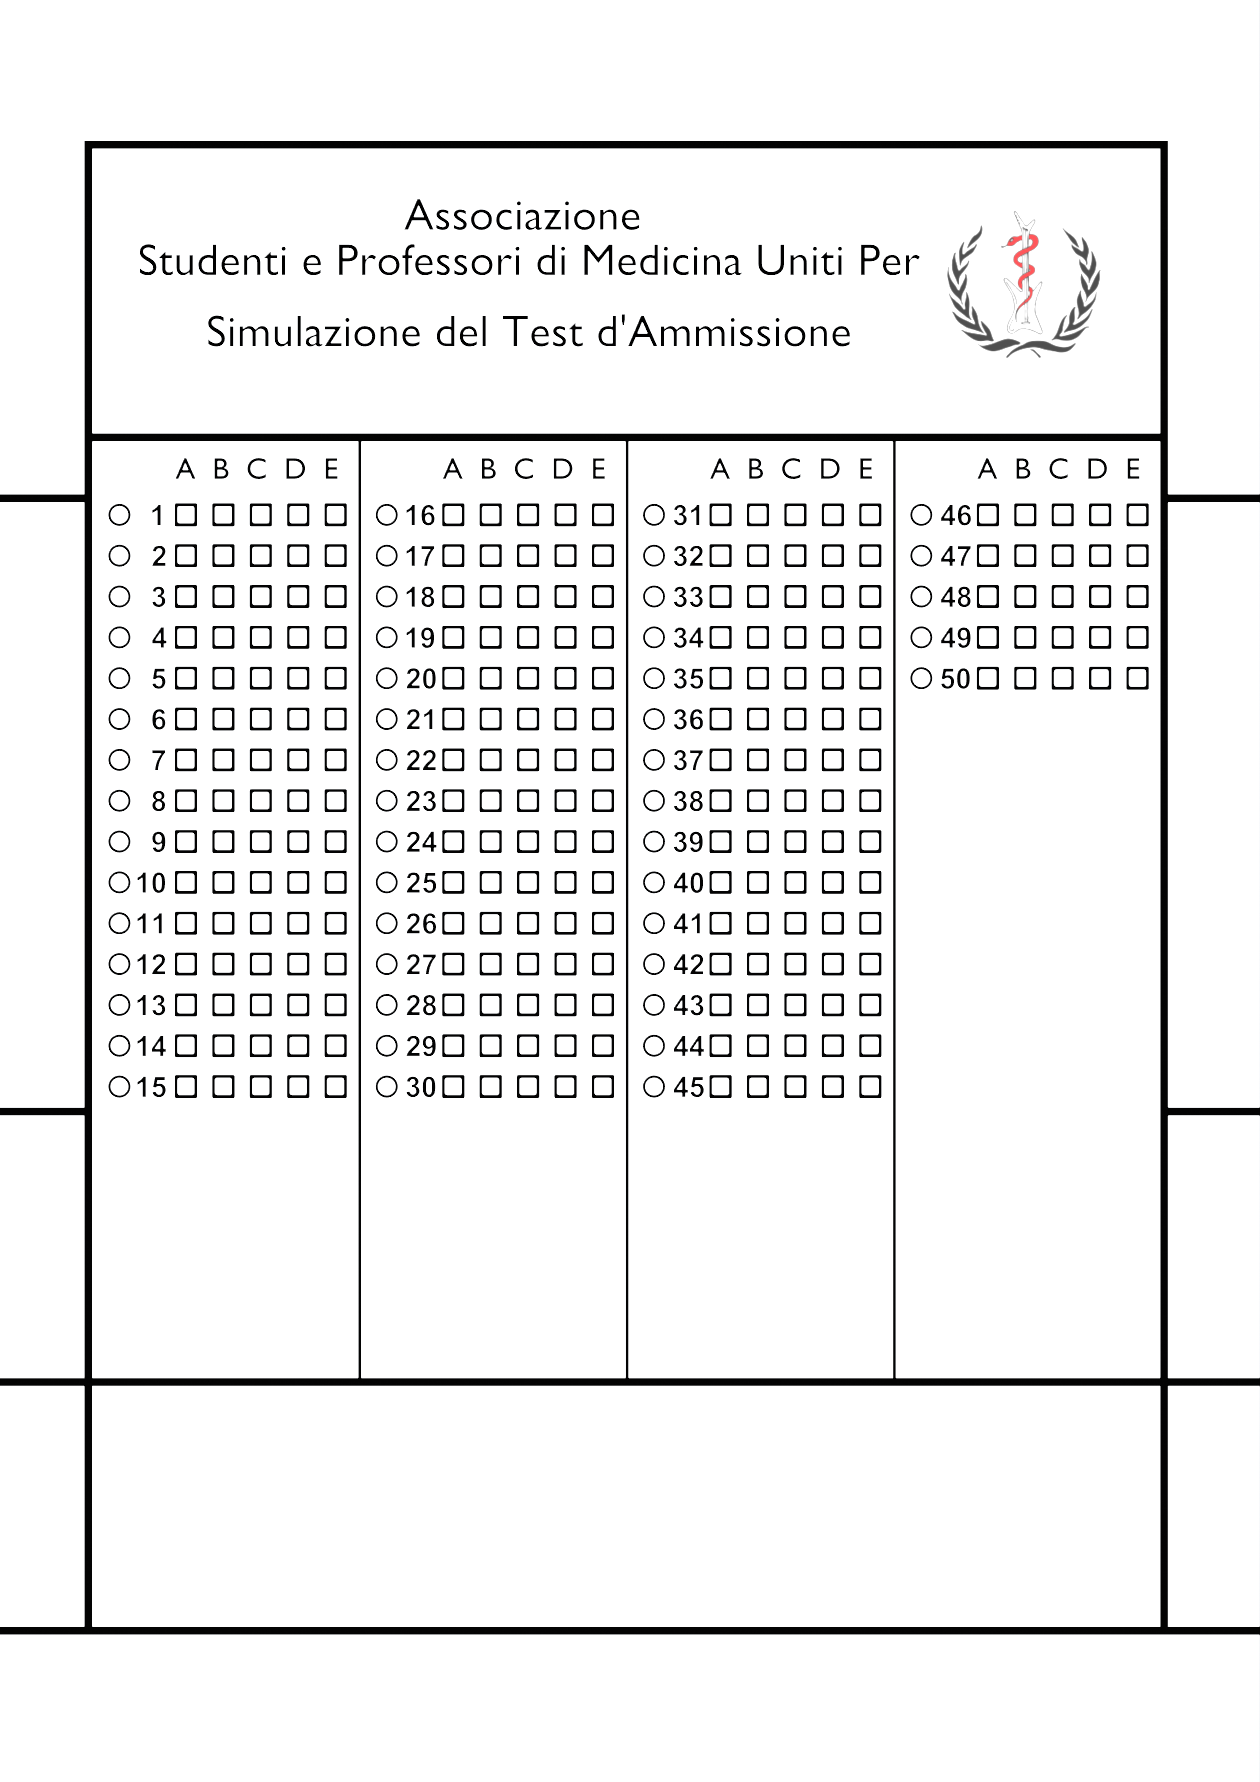 Associazione
Studenti e Professori di Medicina Uniti Per
Simulazione del Test d'Ammissione
A B C D E A B C D E A B C D E A B C D E
1 16 31 46
2 17 32 47
3 18 33 48
4 19 34 49
5 20 35 50
6 21 36
7 22 37
8 23 38
9 24 39
10 25 40
11 26 41
12 27 42
13 28 43
14 29 44
15 30 45